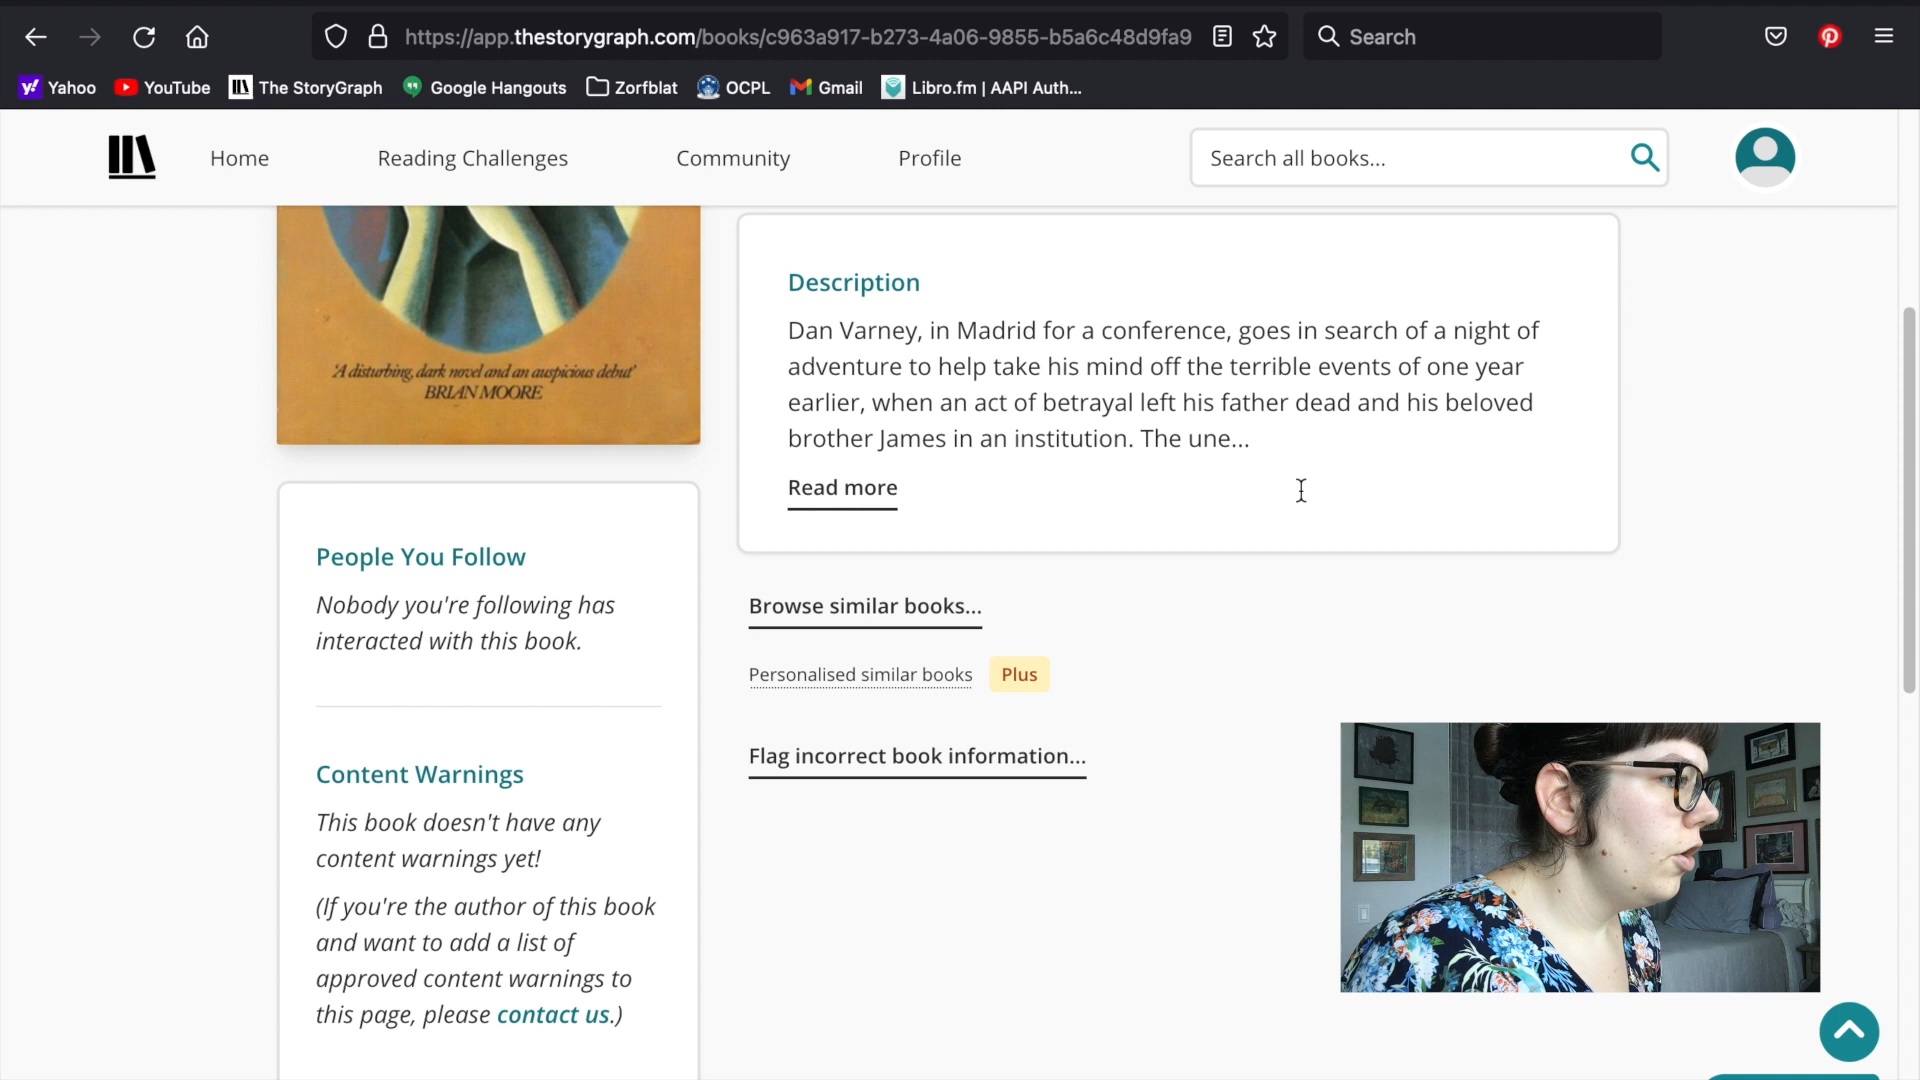 https://app.thestorygraph.com/books/c963a917-b273-4a06-9855-b5a6c48d9fa9
Search
Yahoo
YouTube
The StoryGraph
Google Hangouts
Zorfblat
OCPL
Gmail
Libro.fm | AAPI Auth...
Home
Reading Challenges
Community
Profile
Search all books...
'A disturbing, dark novel and an auspicious debut'
BRIAN MOORE
Description
Dan Varney, in Madrid for a conference, goes in search of a night of
adventure to help take his mind off the terrible events of one year
earlier, when an act of betrayal left his father dead and his beloved
brother James in an institution. The une...
Read more
People You Follow
Nobody you're following has
interacted with this book.
Content Warnings
This book doesn't have any
content warnings yet!
(If you're the author of this book
and want to add a list of
approved content warnings to
this page, please contact us.)
Browse similar books...
Personalised similar books
Plus
Flag incorrect book information...